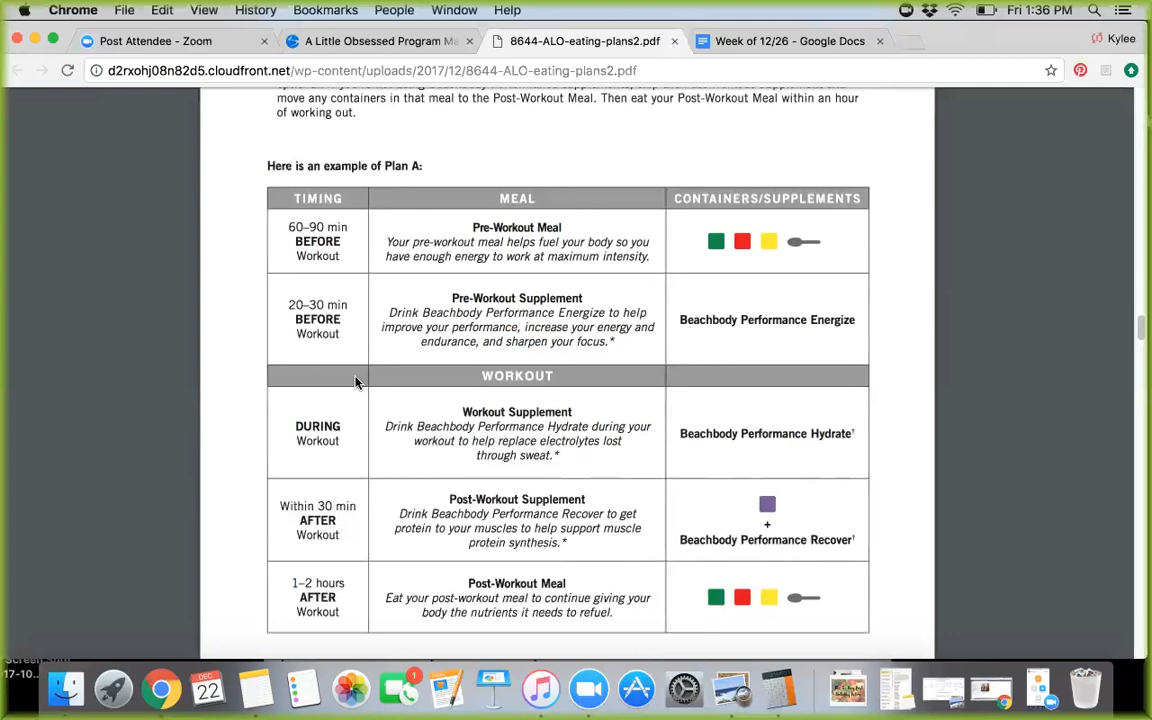 Chrome File Edit View History Bookmarks People Window Help Fri 1:36 PM
Post Attendee - Zoom × A Little Obsessed Program Ma × 8644-ALO-eating-plans2.pdf × Week of 12/26 - Google Docs × Kylee
d2rxohj08n82d5.cloudfront.net/wp-content/uploads/2017/12/8644-ALO-eating-plans2.pdf
move any containers in that meal to the Post-Workout Meal. Then eat your Post-Workout Meal within an hour
of working out.
Here is an example of Plan A:
TIMING MEAL CONTAINERS/SUPPLEMENTS
60–90 min
BEFORE
Workout
Pre-Workout Meal
Your pre-workout meal helps fuel your body so you
have enough energy to work at maximum intensity.
20–30 min
BEFORE
Workout
Pre-Workout Supplement
Drink Beachbody Performance Energize to help
improve your performance, increase your energy and
endurance, and sharpen your focus.*
Beachbody Performance Energize
WORKOUT
DURING
Workout
Workout Supplement
Drink Beachbody Performance Hydrate during your
workout to help replace electrolytes lost
through sweat.*
Beachbody Performance Hydrate†
Within 30 min
AFTER
Workout
Post-Workout Supplement
Drink Beachbody Performance Recover to get
protein to your muscles to help support muscle
protein synthesis.*
+
Beachbody Performance Recover†
1–2 hours
AFTER
Workout
Post-Workout Meal
Eat your post-workout meal to continue giving your
body the nutrients it needs to refuel.
DEC
22
1